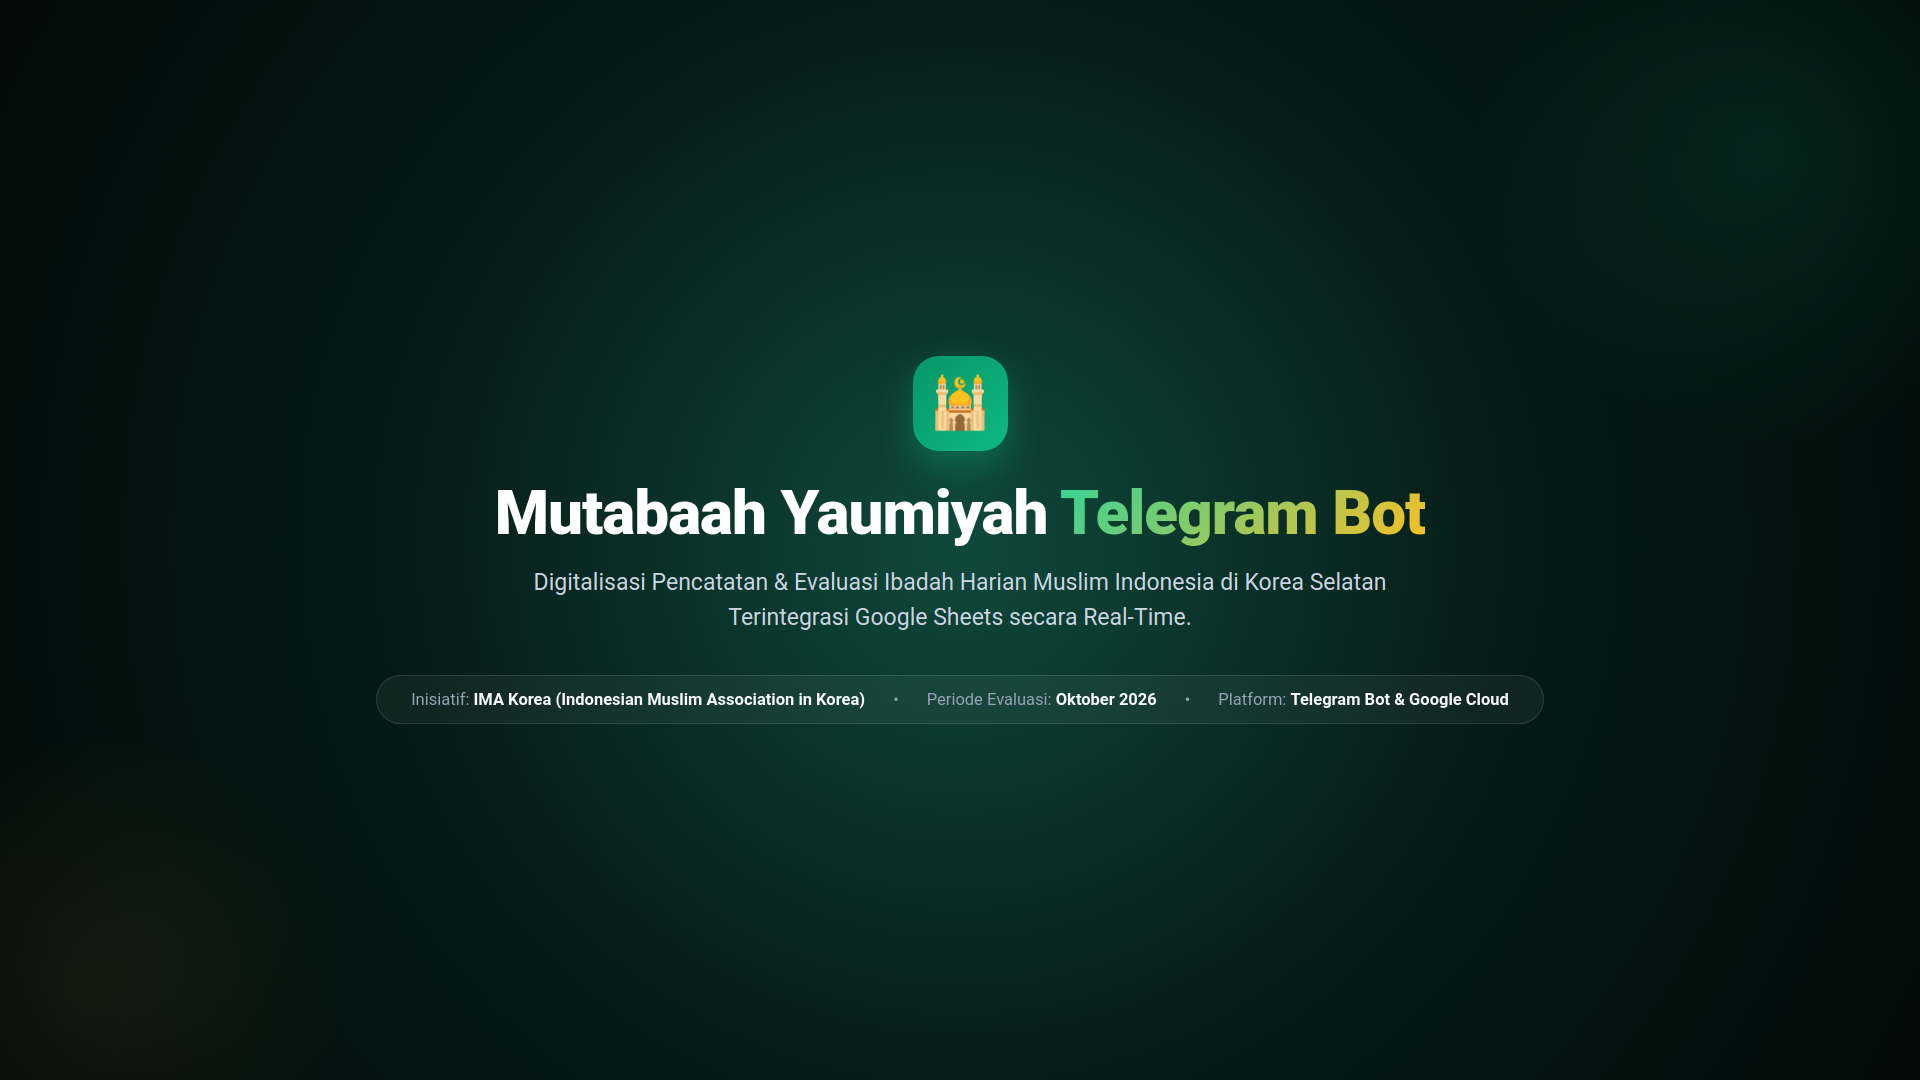 Mutabaah Yaumiyah Telegram Bot
Digitalisasi Pencatatan & Evaluasi Ibadah Harian Muslim Indonesia di Korea Selatan
Terintegrasi Google Sheets secara Real-Time.
Inisiatif: IMA Korea (Indonesian Muslim Association in Korea) • Periode Evaluasi: Oktober 2026 • Platform: Telegram Bot & Google Cloud